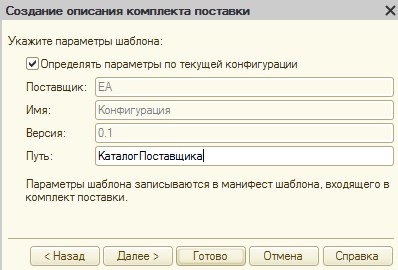 Создание описания комплекта поставки
Укажите параметры шаблона:
Определять параметры по текущей конфигурации
Поставщик: ЕА
Имя: Конфигурация
Версия: 0.1
Путь: КаталогПоставщика
Параметры шаблона записываются в манифест шаблона, входящего в
комплект поставки.
< Назад Далее > Готово Отмена Справка